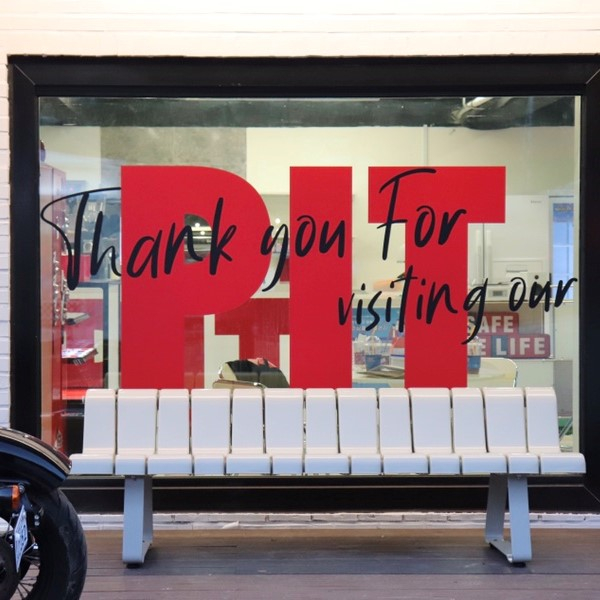 Thank you For
visiting our
PIT
SAFE
LIFE